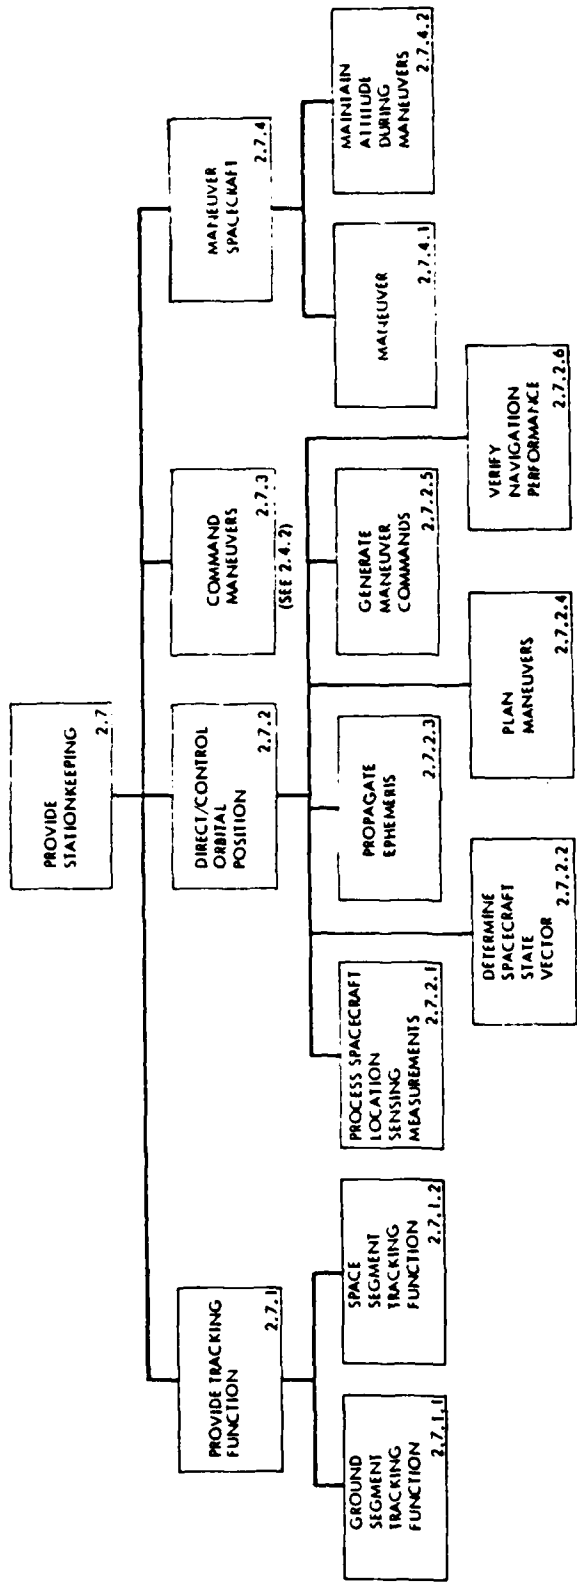 PROVIDE
STATIONKEEPING
2.7
PROVIDE TRACKING
FUNCTION
2.7.1
DIRECT/CONTROL
ORBITAL
POSITION
2.7.2
COMMAND
MANEUVERS
2.7.3
(SEE 2.4.2)
MANEUVER
SPACECRAFT
2.7.4
GROUND
SEGMENT
TRACKING
FUNCTION
2.7.1.1
SPACE
SEGMENT
TRACKING
FUNCTION
2.7.1.2
PROCESS SPACECRAFT
LOCATION
SENSING
MEASUREMENTS
2.7.2.1
DETERMINE
SPACECRAFT
STATE
VECTOR
2.7.2.2
PROPAGATE
EPHEMERIS
2.7.2.3
PLAN
MANEUVERS
2.7.2.4
GENERATE
MANEUVER
COMMANDS
2.7.2.5
VERIFY
NAVIGATION
PERFORMANCE
2.7.2.6
MANEUVER
2.7.4.1
MAINTAIN
ATTITUDE
DURING
MANEUVERS
2.7.4.2